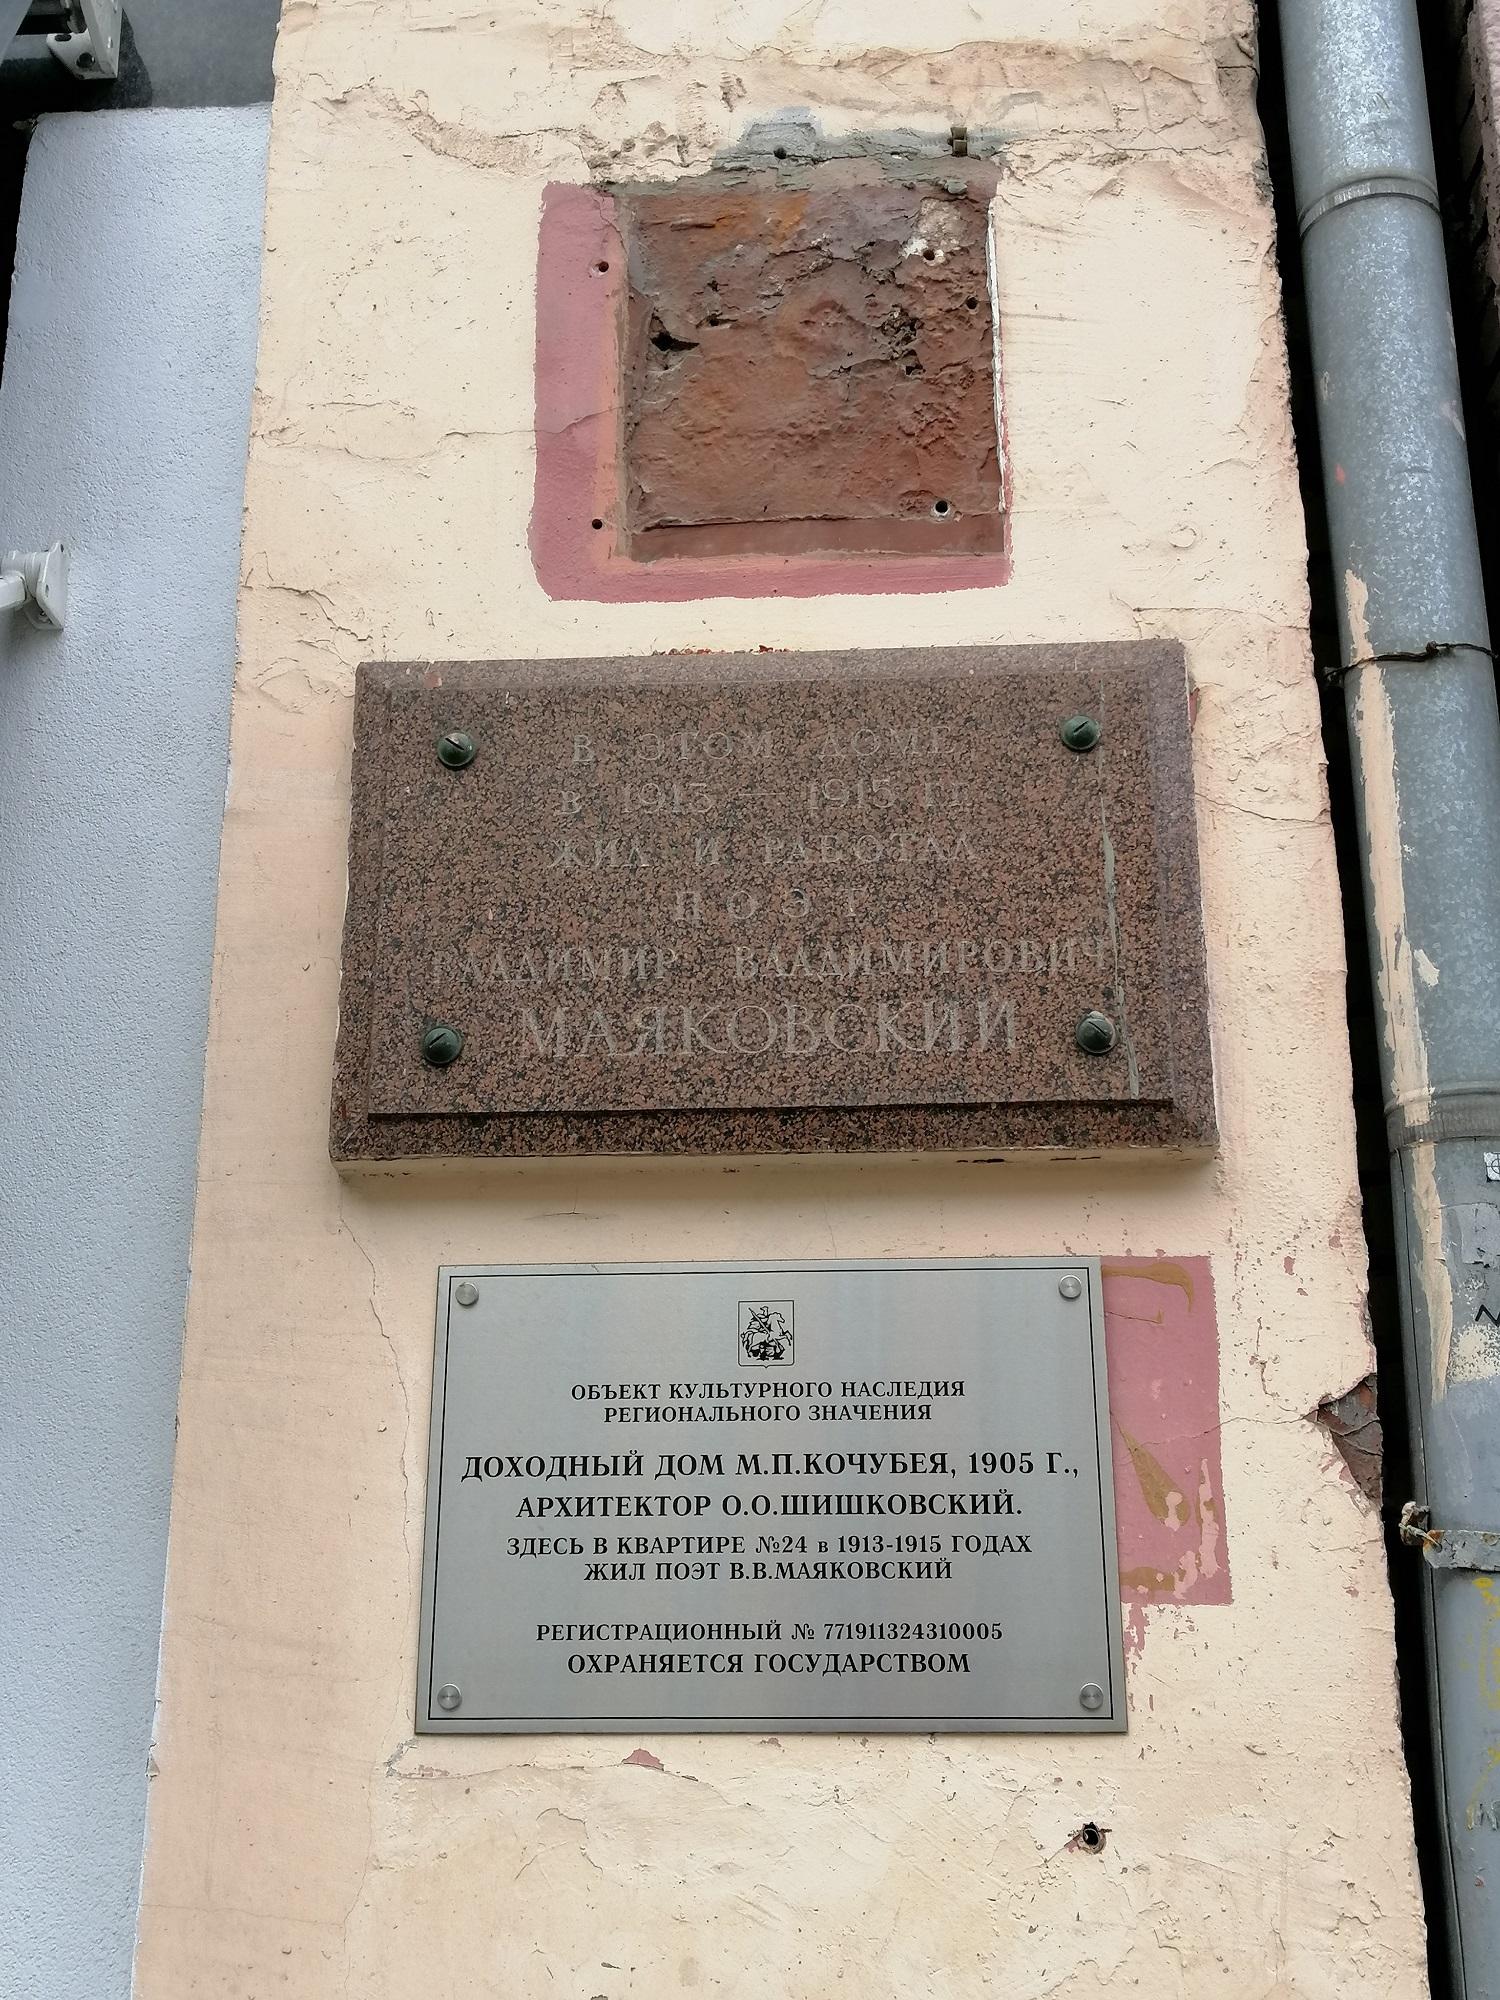 В ЭТОМ ДОМЕ
В 1913 — 1915 ГГ.
ЖИЛ И РАБОТАЛ
ПОЭТ
ВЛАДИМИР ВЛАДИМИРОВИЧ
МАЯКОВСКИЙ
ОБЪЕКТ КУЛЬТУРНОГО НАСЛЕДИЯ
РЕГИОНАЛЬНОГО ЗНАЧЕНИЯ
ДОХОДНЫЙ ДОМ М.П.КОЧУБЕЯ, 1905 Г.,
АРХИТЕКТОР О.О.ШИШКОВСКИЙ.
ЗДЕСЬ В КВАРТИРЕ №24 в 1913-1915 ГОДАХ
ЖИЛ ПОЭТ В.В.МАЯКОВСКИЙ
РЕГИСТРАЦИОННЫЙ № 771911324310005
ОХРАНЯЕТСЯ ГОСУДАРСТВОМ